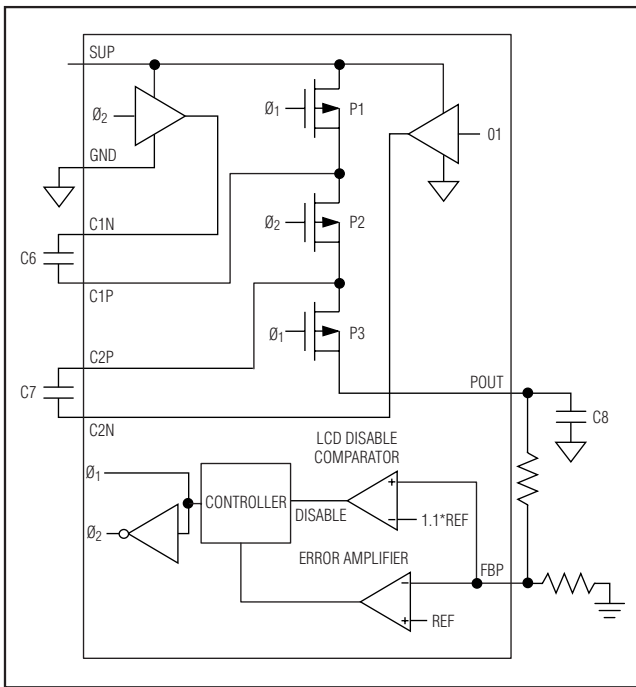 SUP
Ø1
P1
Ø2
01
GND
C1N
Ø2
P2
C6
C1P
Ø1
P3
C2P
POUT
C7
C8
C2N
LCD DISABLE
COMPARATOR
Ø1
CONTROLLER
DISABLE
1.1*REF
Ø2
ERROR AMPLIFIER
FBP
REF